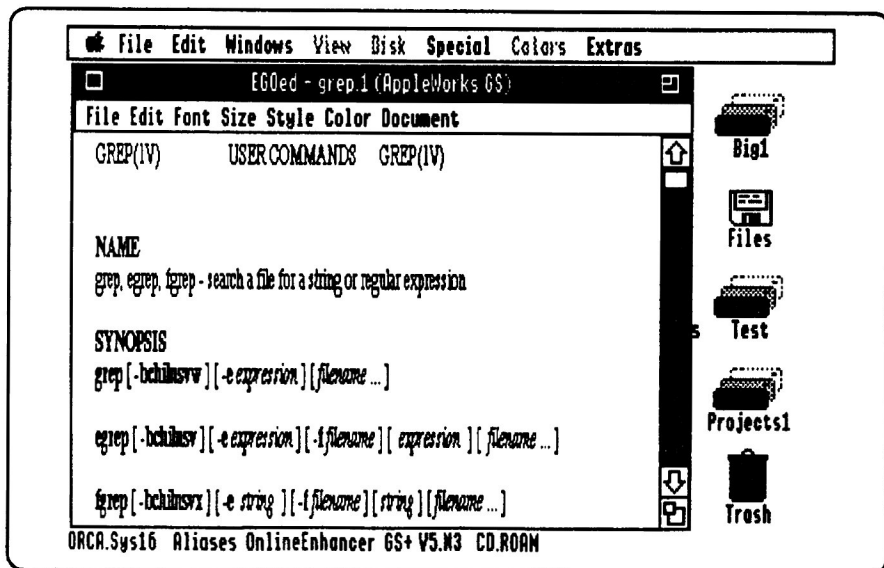 File Edit Windows View Disk Special Colors Extras
EGOed - grep.1 (AppleWorks GS)
File Edit Font Size Style Color Document
GREP(1V) USER COMMANDS GREP(1V)
NAME
grep, egrep, fgrep - search a file for a string or regular expression
SYNOPSIS
grep [ -bchilnsvw ] [ -e expression ] [ filename ... ]
egrep [ -bchilnsv ] [ -e expression ] [ -f filename ] [ expression ] [ filename ... ]
fgrep [ -bchilnsvx ] [ -e string ] [ -f filename ] [ string ] [ filename ... ]
Big1
Files
s Test
Projects1
Trash
ORCA.Sys16 Aliases OnlineEnhancer GS+ V5.N3 CD.ROAM